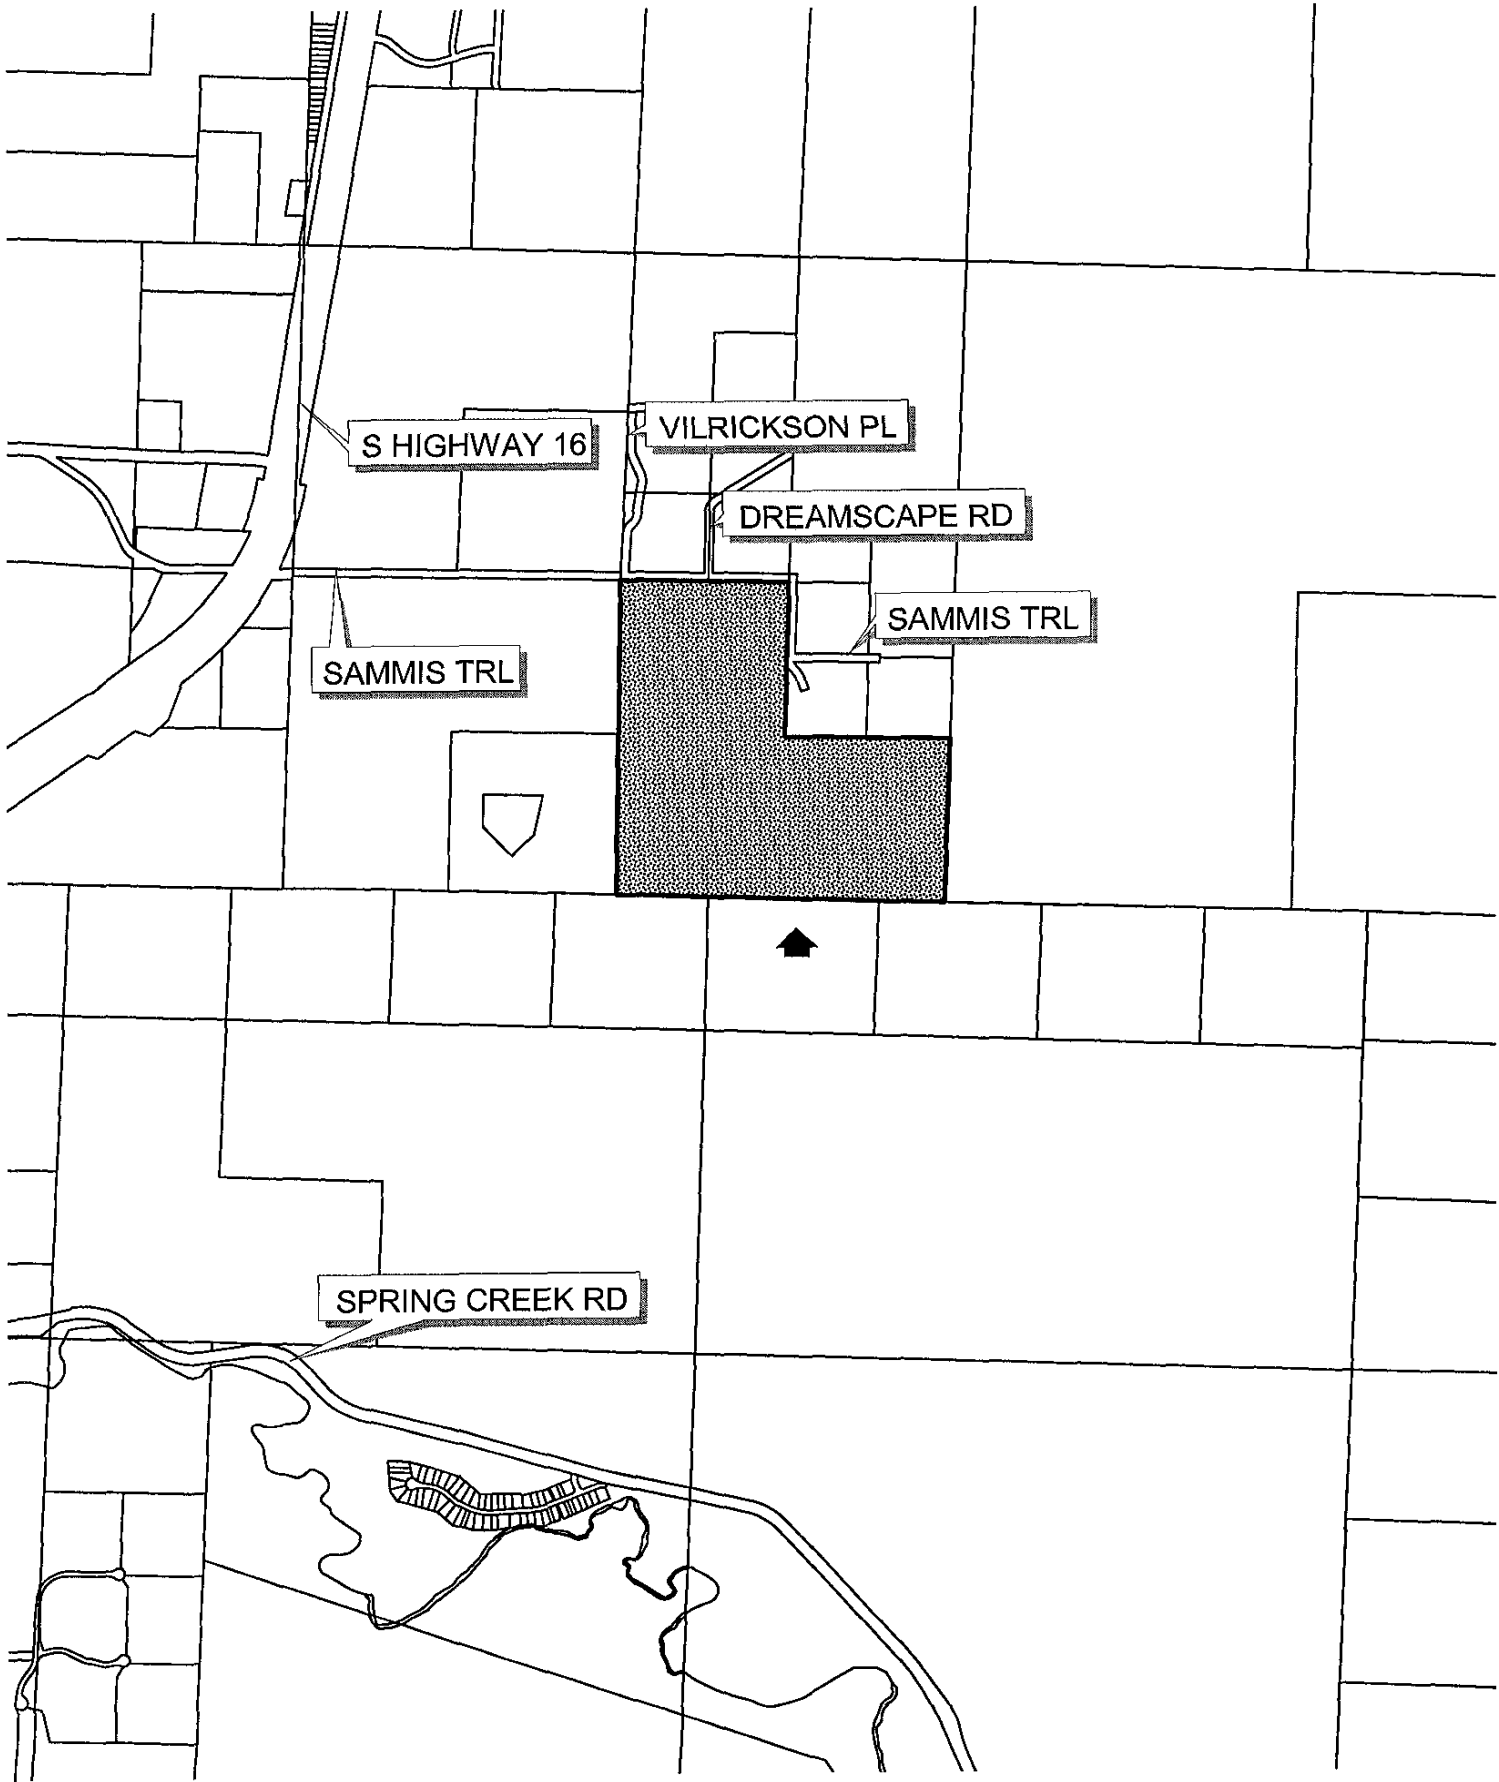 VILRICKSON PL
S HIGHWAY 16
DREAMSCAPE RD
SAMMIS TRL
SAMMIS TRL
SPRING CREEK RD